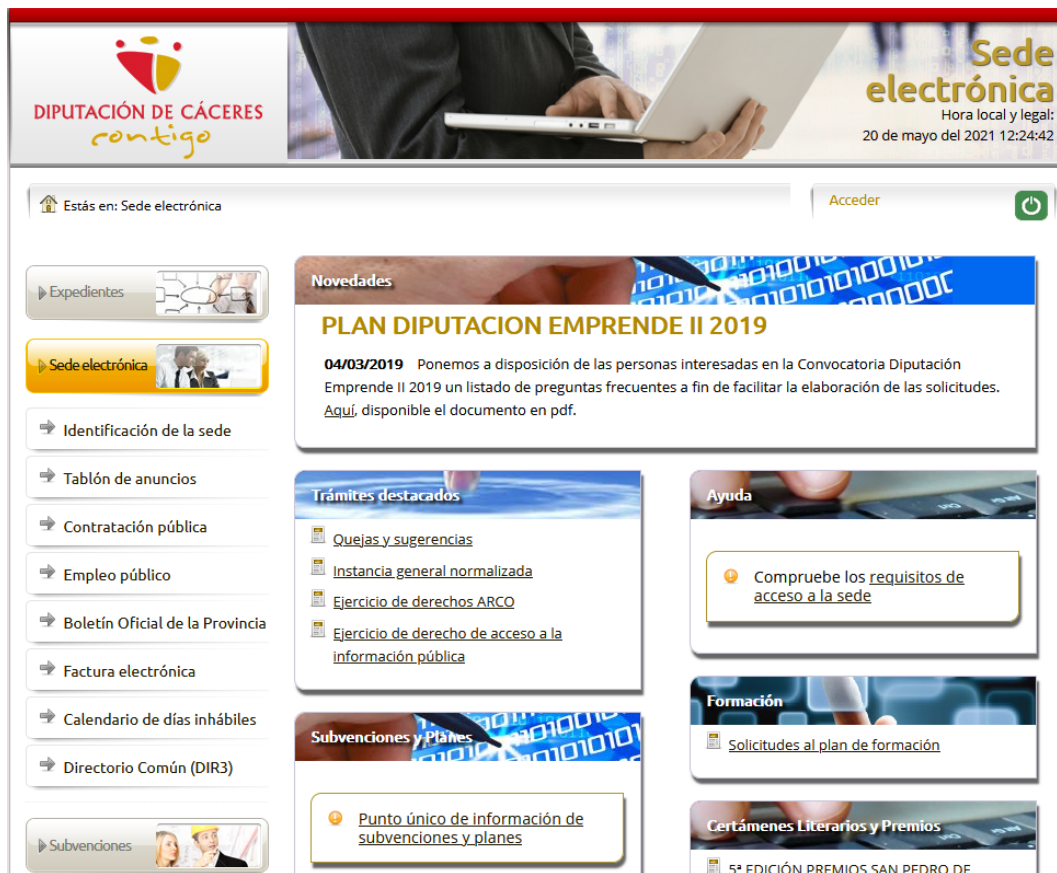 DIPUTACIÓN DE CÁCERES
contigo
Sede
electrónica
Hora local y legal:
20 de mayo del 2021 12:24:42
Estás en: Sede electrónica
Acceder
Expedientes
Sede electrónica
Identificación de la sede
Tablón de anuncios
Contratación pública
Empleo público
Boletín Oficial de la Provincia
Factura electrónica
Calendario de días inhábiles
Directorio Común (DIR3)
Subvenciones
Novedades
PLAN DIPUTACION EMPRENDE II 2019
04/03/2019 Ponemos a disposición de las personas interesadas en la Convocatoria Diputación
Emprende II 2019 un listado de preguntas frecuentes a fin de facilitar la elaboración de las solicitudes.
Aquí, disponible el documento en pdf.
Trámites destacados
Quejas y sugerencias
Instancia general normalizada
Ejercicio de derechos ARCO
Ejercicio de derecho de acceso a la
información pública
Subvenciones y Planes
Punto único de información de
subvenciones y planes
Ayuda
Compruebe los requisitos de
acceso a la sede
Formación
Solicitudes al plan de formación
Certámenes Literarios y Premios
5ª EDICIÓN PREMIOS SAN PEDRO DE